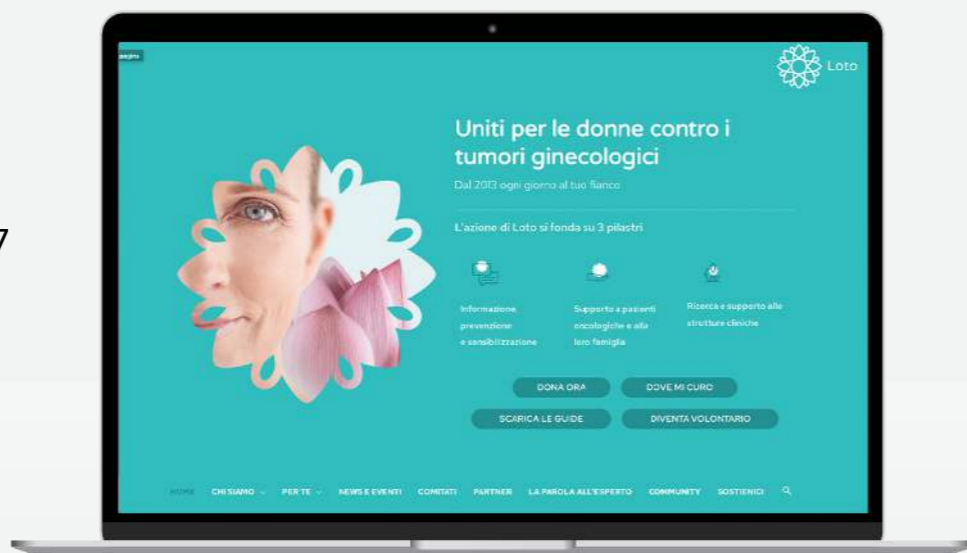 7
Loto
Uniti per le donne contro i
tumori ginecologici
Dal 2013 ogni giorno al tuo fianco
L'azione di Loto si fonda su 3 pilastri
Informazione
prevenzione
e sensibilizzazione
Supporto a pazienti
oncologiche e alla
loro famiglia
Ricerca e supporto alle
strutture cliniche
DONA ORA
DOVE MI CURO
SCARICA LE GUIDE
DIVENTA VOLONTARIO
HOME CHI SIAMO PER TE NEWS E EVENTI COMITATI PARTNER LA PAROLA ALL'ESPERTO COMMUNITY SOSTIENICI